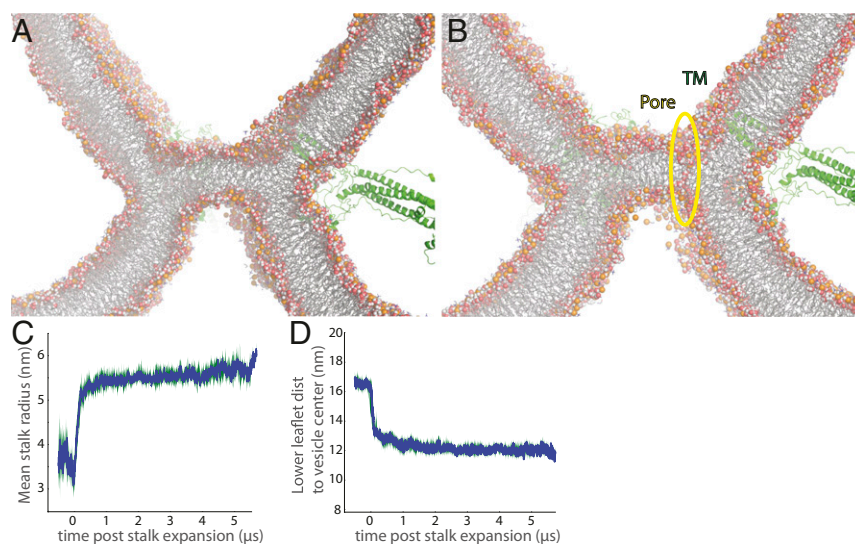 A
B
TM
Pore
C
Mean stalk radius (nm)
6
5
4
3
0 1 2 3 4 5
time post stalk expansion (µs)
D
Lower leaflet dist
to vesicle center (nm)
20
18
16
14
12
10
8
0 1 2 3 4 5
time post stalk expansion (µs)